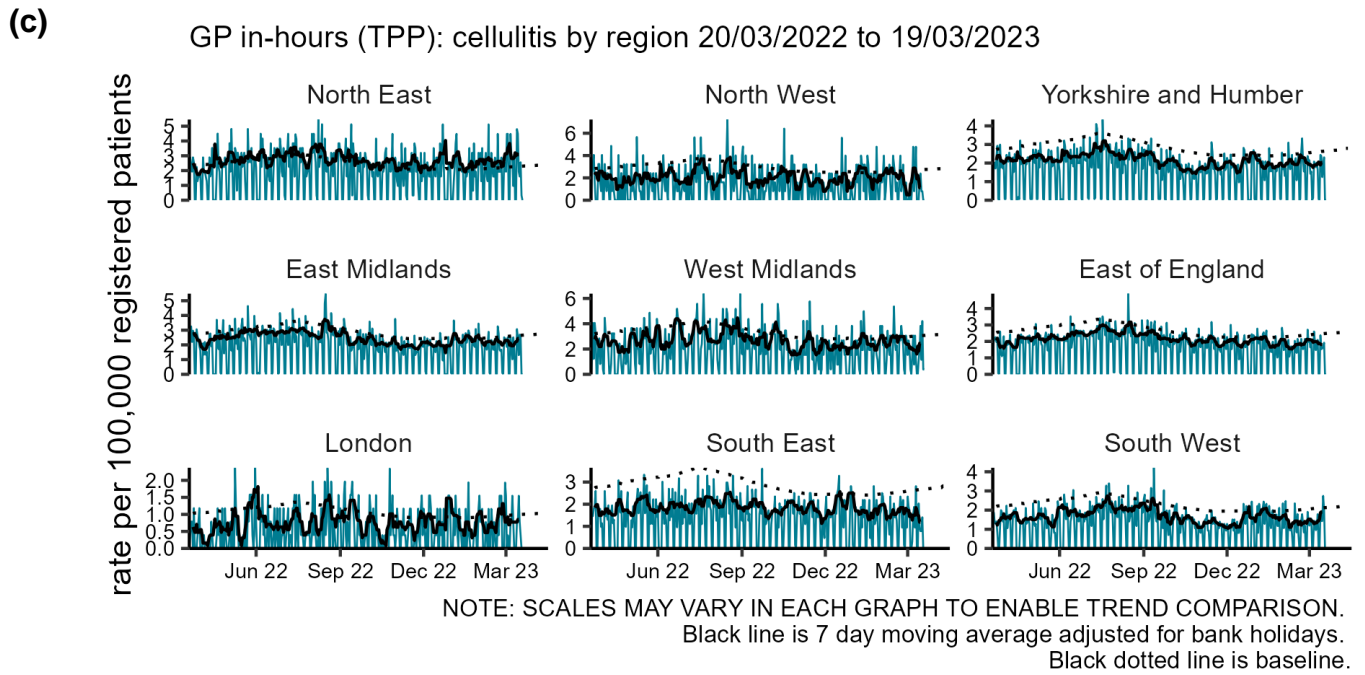 (c)
GP in-hours (TPP): cellulitis by region 20/03/2022 to 19/03/2023
rate per 100,000 registered patients
North East
5
4
3
2
1
0
North West
6
4
2
0
Yorkshire and Humber
4
3
2
1
0
East Midlands
5
4
3
2
1
0
West Midlands
6
4
2
0
East of England
4
3
2
1
0
London
2.0
1.5
1.0
0.5
0.0
Jun 22 Sep 22 Dec 22 Mar 23
South East
3
2
1
0
Jun 22 Sep 22 Dec 22 Mar 23
South West
4
3
2
1
0
Jun 22 Sep 22 Dec 22 Mar 23
NOTE: SCALES MAY VARY IN EACH GRAPH TO ENABLE TREND COMPARISON.
Black line is 7 day moving average adjusted for bank holidays.
Black dotted line is baseline.